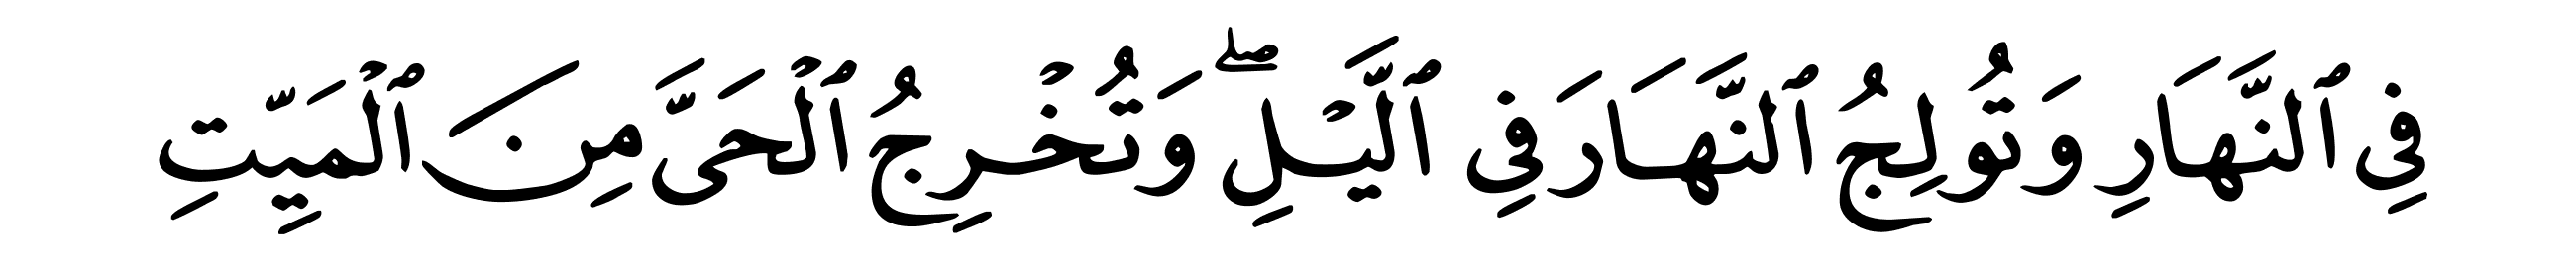 فِي ٱلنَّهَارِ وَتُولِجُ ٱلنَّهَارَ فِي ٱلَّيْلِۖ وَتُخْرِجُ ٱلْحَيَّ مِنَ ٱلْمَيِّتِ